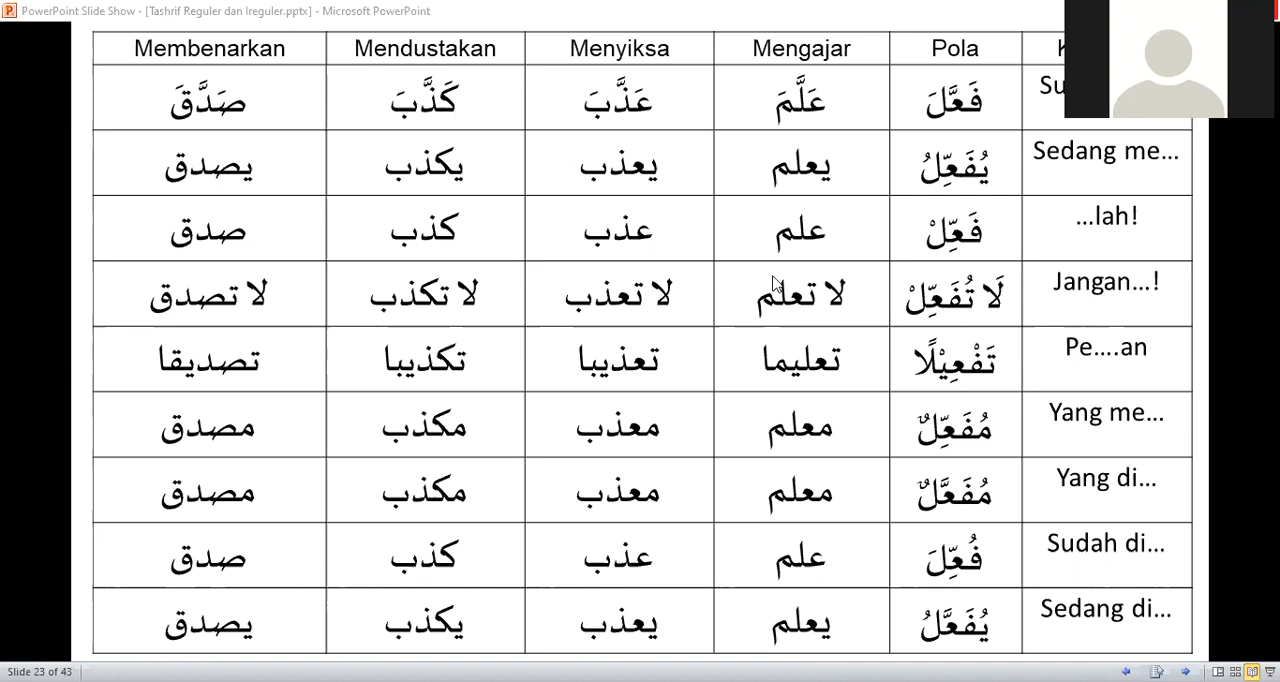 PowerPoint Slide Show - [Tashrif Reguler dan Ireguler.pptx] - Microsoft PowerPoint
Membenarkan Mendustakan Menyiksa Mengajar Pola
صَدَّقَ كَذَّبَ عَذَّبَ عَلَّمَ فَعَّلَ
يصدق يكذب يعذب يعلم يُفَعِّلُ Sedang me...
صدق كذب عذب علم فَعِّلْ ...lah!
لا تصدق لا تكذب لا تعذب لا تعلم لَا تُفَعِّلْ Jangan...!
تصديقا تكذيبا تعذيبا تعليما تَفْعِيْلًا Pe....an
مصدق مكذب معذب معلم مُفَعِّلٌ Yang me...
مصدق مكذب معذب معلم مُفَعَّلٌ Yang di...
صدق كذب عذب علم فُعِّلَ Sudah di...
يصدق يكذب يعذب يعلم يُفَعَّلُ Sedang di...
Slide 23 of 43